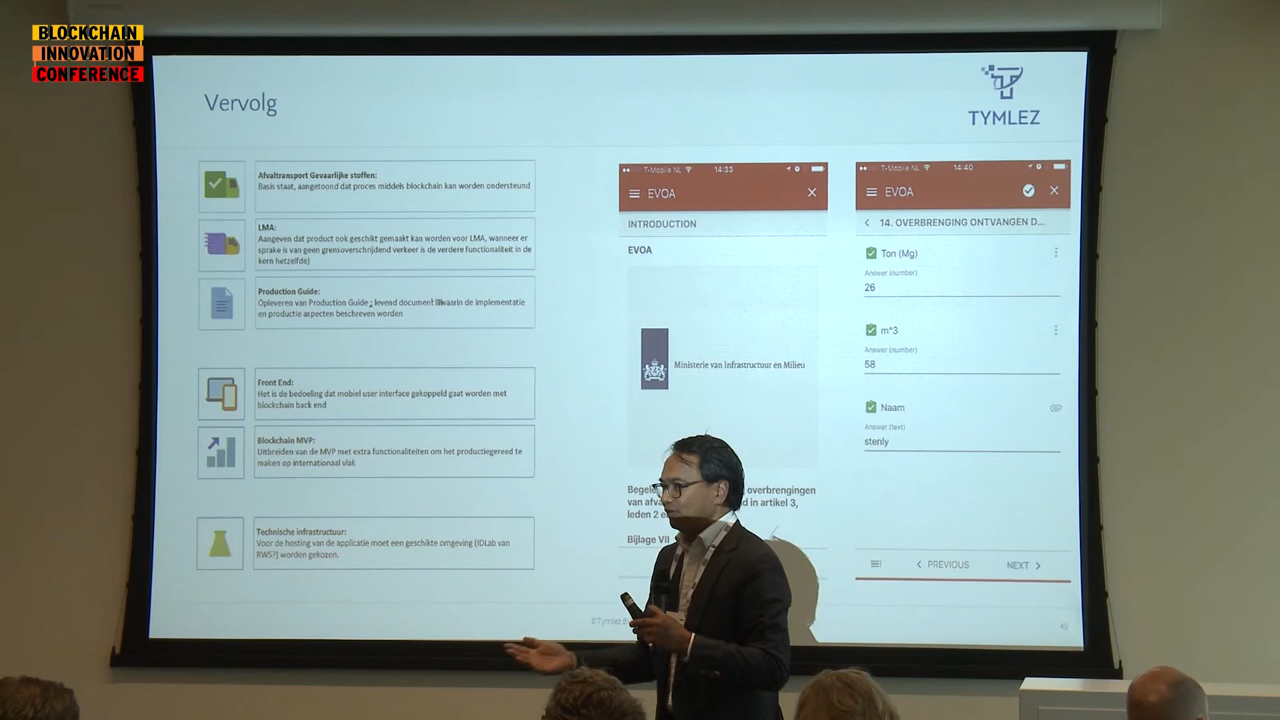 BLOCKCHAIN
INNOVATION
CONFERENCE
Vervolg
TYMLEZ
Afvaltransport Gevaarlijke stoffen:
Basis staat, aangetoond dat proces middels blockchain kan worden ondersteund
LMA:
Aangeven dat product ook geschikt gemaakt kan worden voor LMA, wanneer er
sprake is van geen grensoverschrijdend verkeer is de verdere functionaliteit in de
kern hetzelfde)
Production Guide:
Opleveren van Production Guide, levend document waarin de implementatie
en productie aspecten beschreven worden
Front End:
Het is de bedoeling dat mobiel user interface gekoppeld gaat worden met
blockchain back end
Blockchain MVP:
Uitbreiden van de MVP met extra functionaliteiten om het productiegereed te
maken op internationaal vlak
Technische infrastructuur:
Voor de hosting van de applicatie moet een geschikte omgeving (IDLab van
RWS?) worden gekozen.
T-Mobile NL 14:33
EVOA
INTRODUCTION
EVOA
Ministerie van Infrastructuur en Milieu
overbrengingen
van in artikel 3,
leden 2
Bijlage VII
T-Mobile NL 14:40
EVOA
14. OVERBRENGING ONTVANGEN D...
Ton (Mg)
Answer (number)
26
m^3
Answer (number)
58
Naam
Answer (text)
stenly
PREVIOUS NEXT
©Tymlez